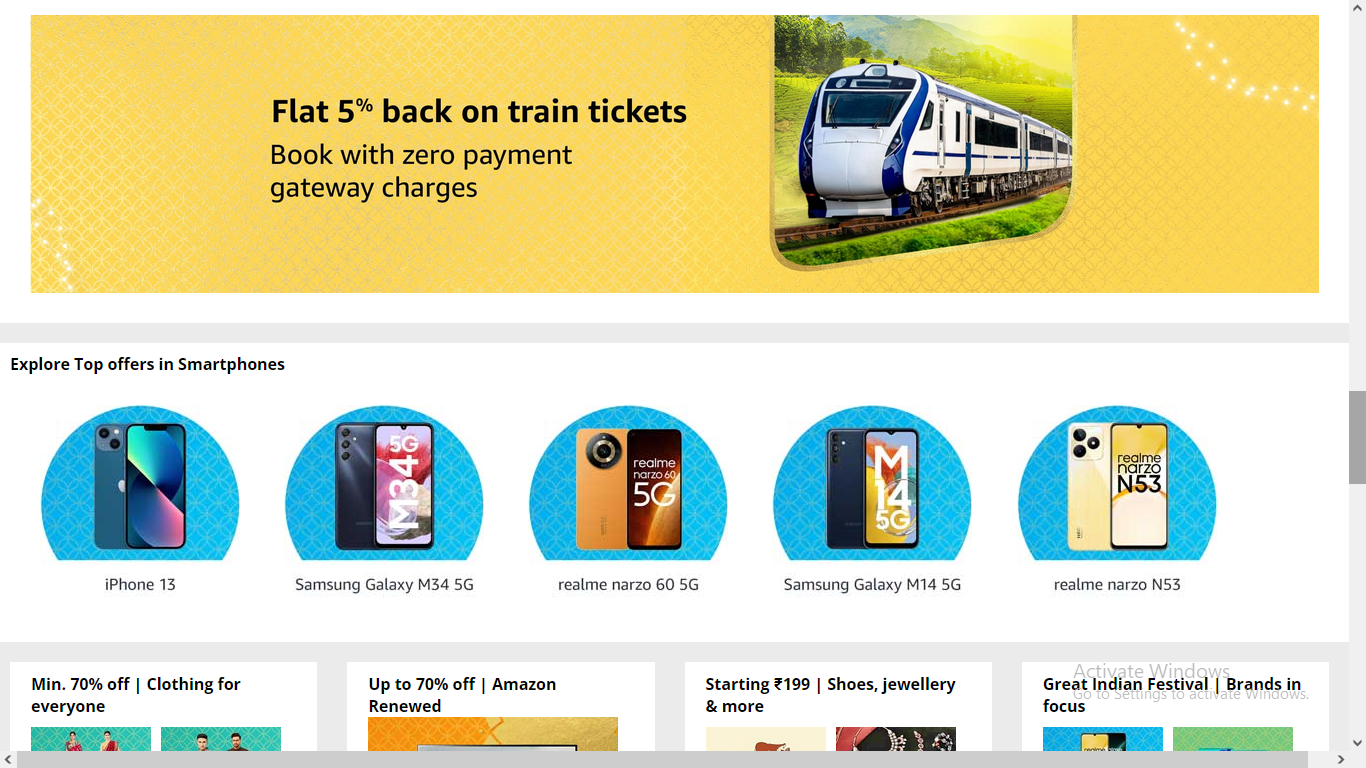 Flat 5% back on train tickets
Book with zero payment
gateway charges
Explore Top offers in Smartphones
5G
M34
realme
narzo 60
5G
M
14
5G
realme
narzo
N53
iPhone 13
Samsung Galaxy M34 5G
realme narzo 60 5G
Samsung Galaxy M14 5G
realme narzo N53
Min. 70% off | Clothing for
everyone
Up to 70% off | Amazon
Renewed
Starting ₹199 | Shoes, jewellery
& more
Great Indian Festival | Brands in
focus
Activate Windows
Go to Settings to activate Windows.